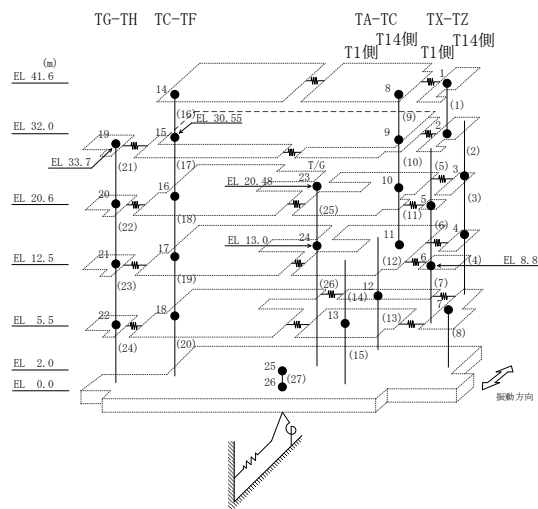 TG-TH TC-TF TA-TC TX-TZ
T1側 T14側 T1側 T14側
(m)
EL 41.6 14 8 1
(16) EL 30.55 (9) (1)
EL 32.0 19 15 9 2
EL 33.7 (21) (17) (10) (2)
T/G
16 EL 20.48 23 10 (5) 3
EL 20.6 20 (11) 5 (3)
(22) (18) (25)
24 11 (6) 4
EL 13.0
EL 12.5 21 17 (12) 6 (4) EL 8.8
(23) (19) (26) (14) 12 (7)
EL 5.5 22 18 13 (13) 7
(24) (20) (15) (8)
EL 2.0 25
EL 0.0 26 (27)
振動方向